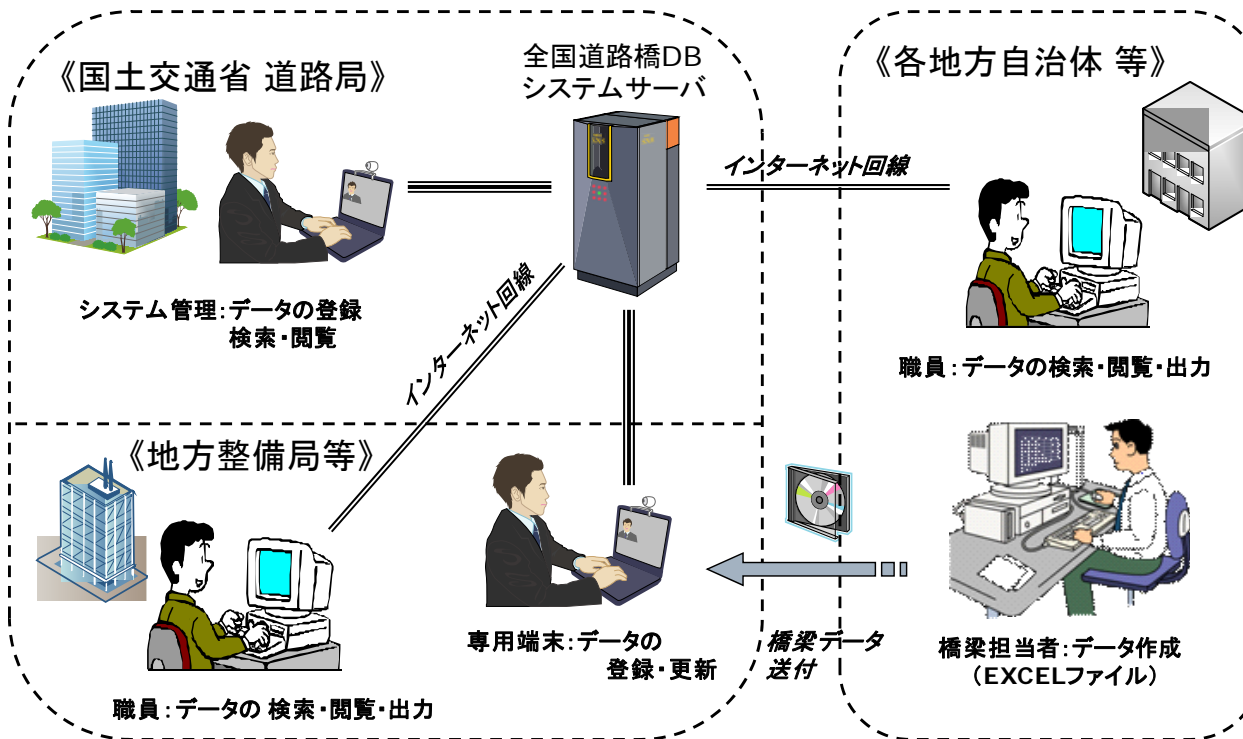 《国土交通省 道路局》
全国道路橋DB
システムサーバ
《各地方自治体 等》
インターネット回線
システム管理：データの登録
検索・閲覧
インターネット回線
職員：データの検索・閲覧・出力
《地方整備局等》
専用端末：データの
登録・更新
橋梁データ
送付
橋梁担当者：データ作成
（EXCELファイル）
職員：データの 検索・閲覧・出力